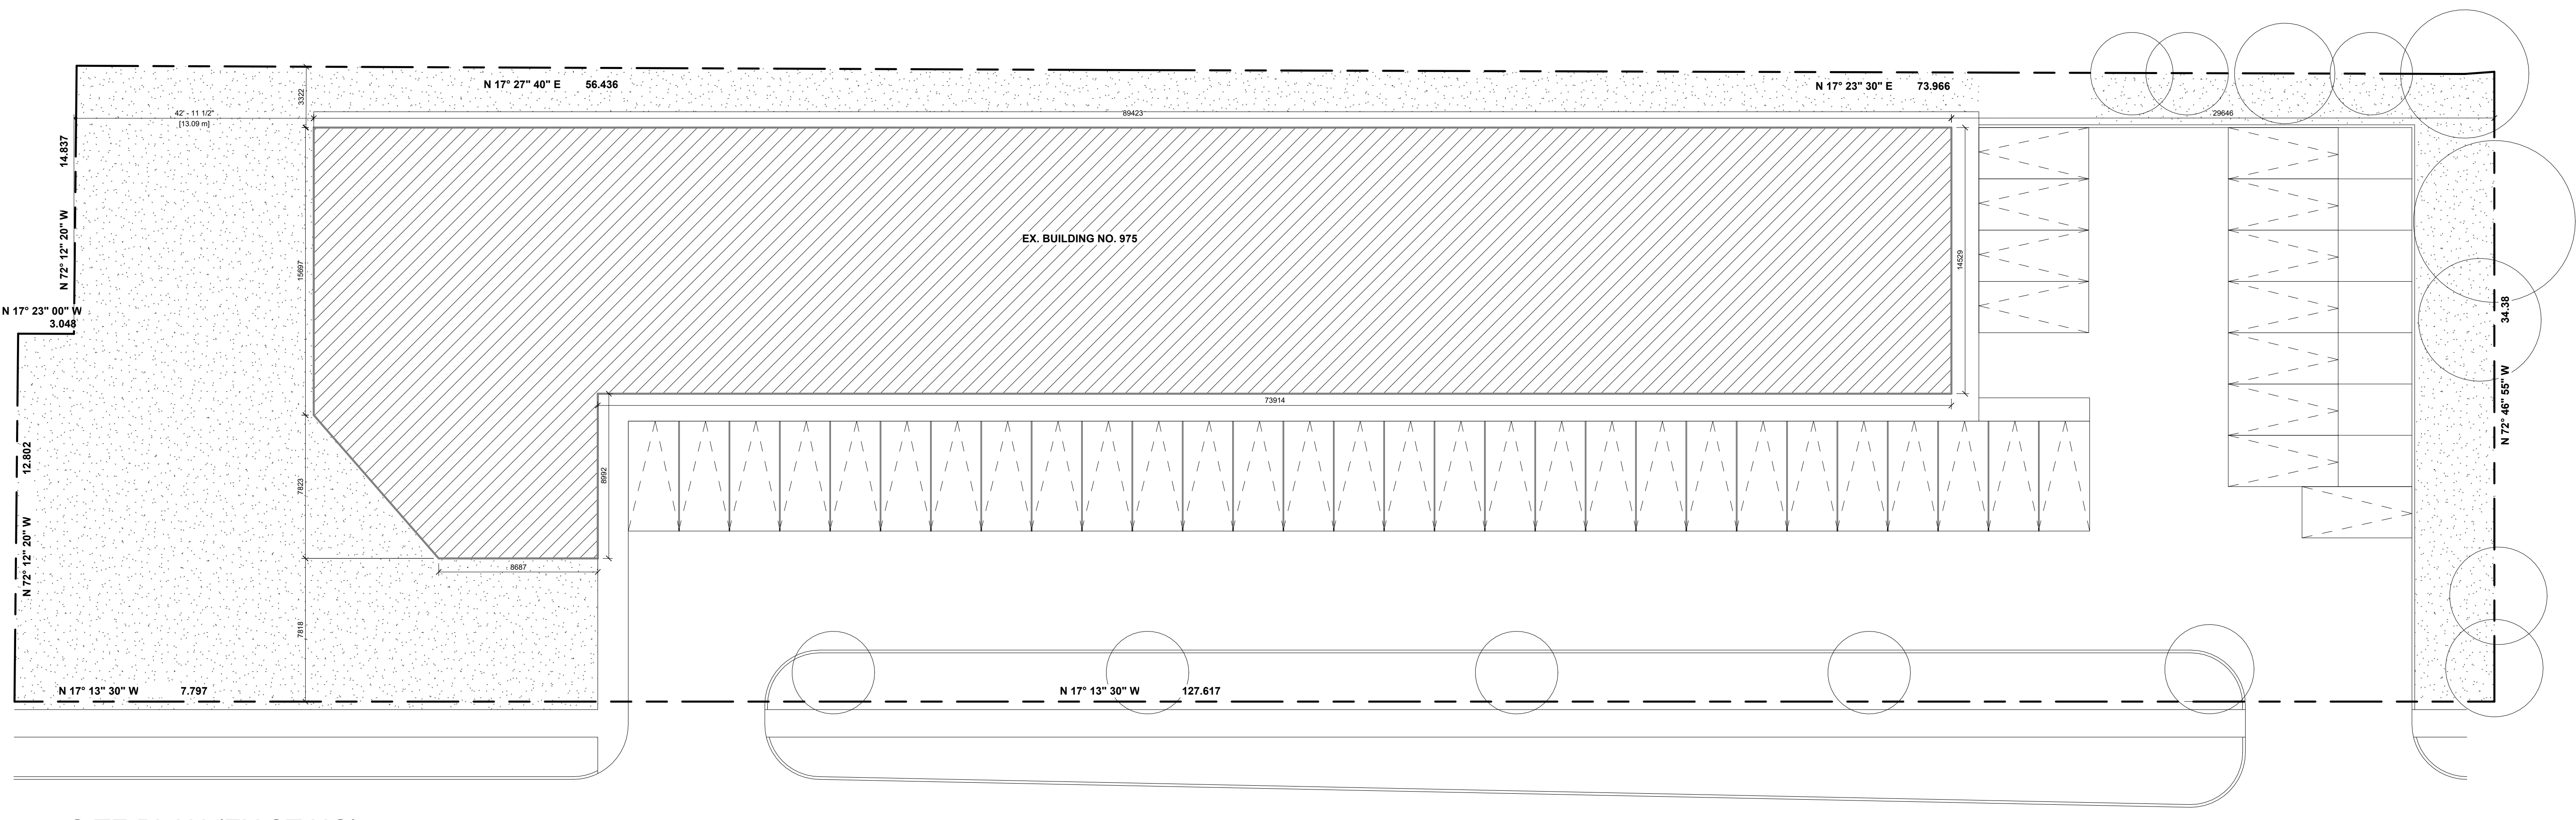 N 17° 27" 40" E 56.436
N 17° 23" 30" E 73.966
3322
42' - 11 1/2"
[13.09 m]
89423
29646
14.837
N 72° 12" 20" W
EX. BUILDING NO. 975
15697
14529
N 17° 23" 00" W
3.048
34.38
N 72° 46" 55" W
73914
12.802
N 72° 12" 20" W
7823
8992
8687
7818
N 17° 13" 30" W 7.797
N 17° 13" 30" W 127.617